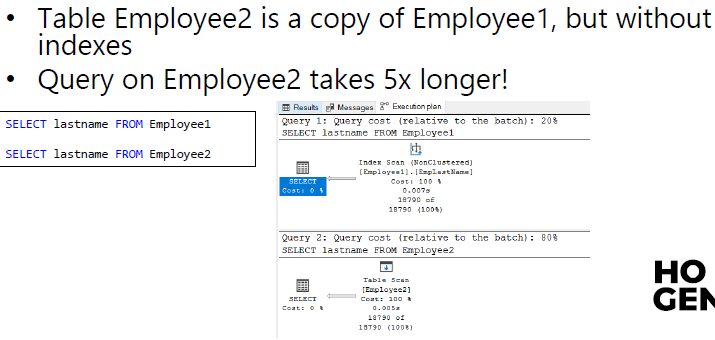 • Table Employee2 is a copy of Employee1, but without
indexes
• Query on Employee2 takes 5x longer!
SELECT lastname FROM Employee1
SELECT lastname FROM Employee2
Results Messages Execution plan
Query 1: Query cost (relative to the batch): 20%
SELECT lastname FROM Employee1
Index Scan (NonClustered)
[Employee1].[EmplastName]
Cost: 100 %
0.007s
18790 of
18790 (100%)
SELECT
Cost: 0 %
Query 2: Query cost (relative to the batch): 80%
SELECT lastname FROM Employee2
Table Scan
[Employee2]
Cost: 100 %
0.005s
18790 of
18790 (100%)
SELECT
Cost: 0 %
HO
GEN